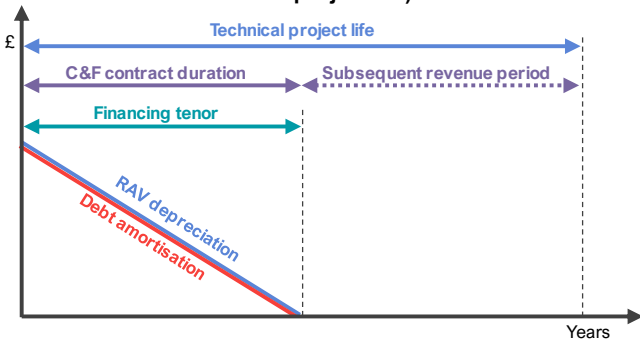 £
Technical project life
C&F contract duration
Subsequent revenue period
Financing tenor
RAV depreciation
Debt amortisation
Years